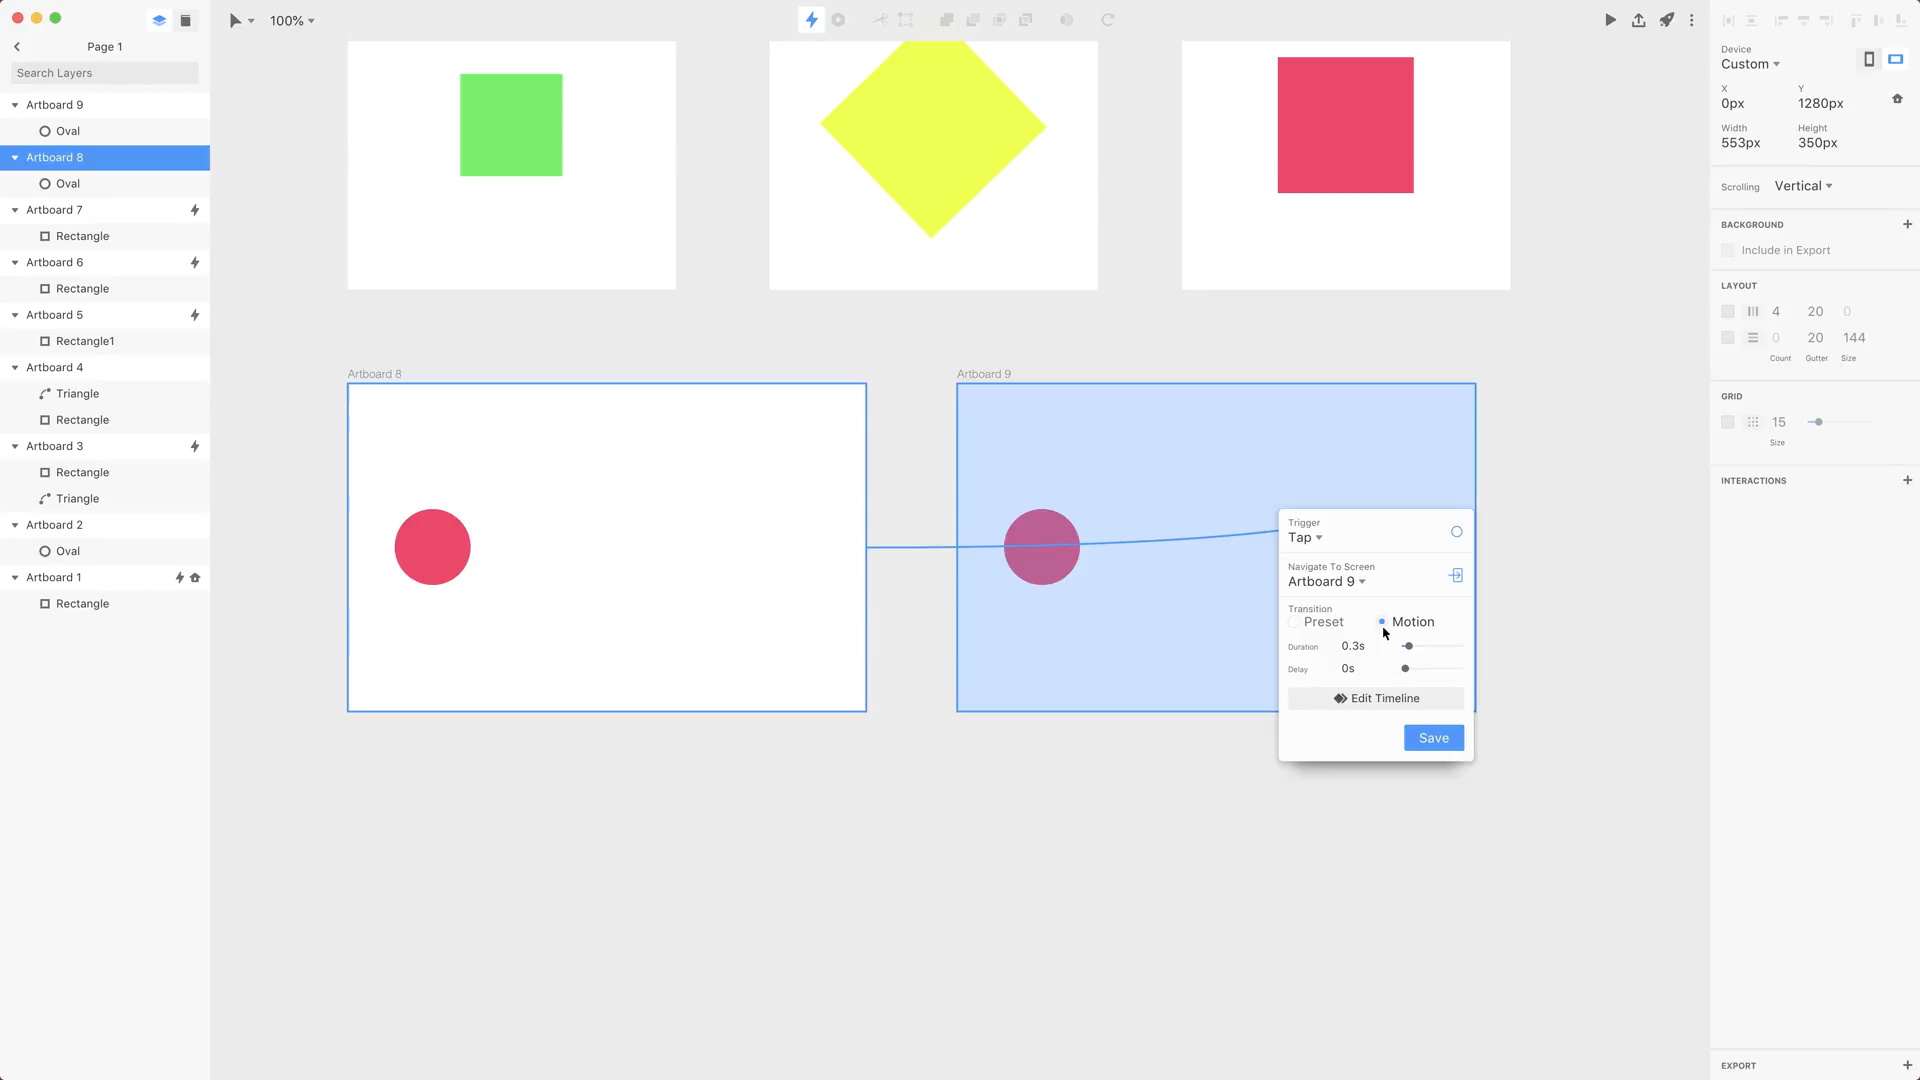 100%
Page 1
Search Layers
Artboard 9
Oval
Artboard 8
Oval
Artboard 7
Rectangle
Artboard 6
Rectangle
Artboard 5
Rectangle1
Artboard 4
Triangle
Rectangle
Artboard 3
Rectangle
Triangle
Artboard 2
Oval
Artboard 1
Rectangle
Artboard 8
Artboard 9
Trigger
Tap
Navigate To Screen
Artboard 9
Transition
Preset Motion
Duration 0.3s
Delay 0s
Edit Timeline
Save
Device
Custom
X Y
0px 1280px
Width Height
553px 350px
Scrolling Vertical
BACKGROUND
Include in Export
LAYOUT
4 20 0
0 20 144
Count Gutter Size
GRID
15
Size
INTERACTIONS
EXPORT